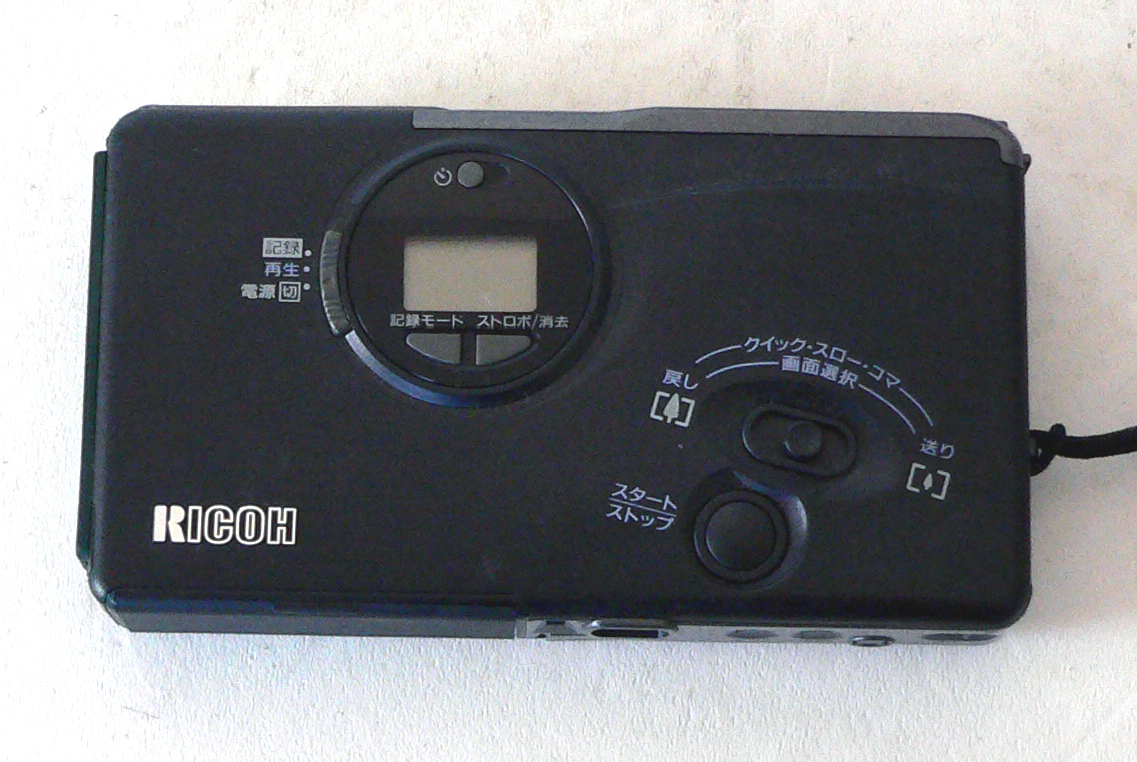 記録
再生
電源 切
記録モード ストロボ/消去
クイック・スロー・コマ
画面選択
戻し
送り
スタート
ストップ
RICOH